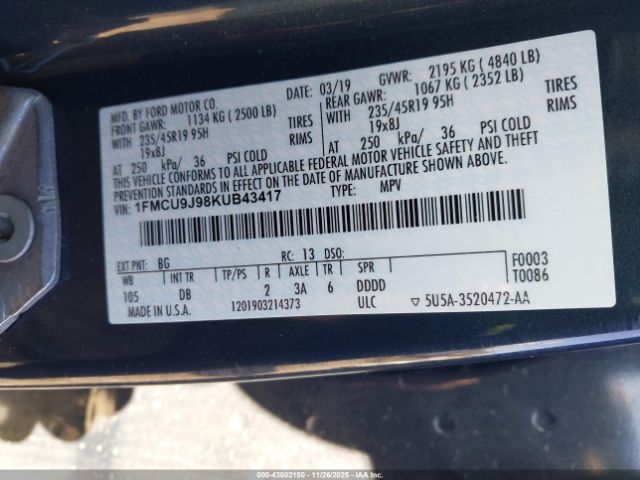 MFD. BY FORD MOTOR CO. DATE: 03/19 GVWR: 2195 KG ( 4840 LB)
FRONT GAWR: 1134 KG ( 2500 LB) REAR GAWR: 1067 KG ( 2352 LB)
WITH 235/45R19 95H TIRES WITH 235/45R19 95H TIRES
19x8J RIMS 19x8J RIMS
AT 250 kPa/ 36 PSI COLD AT 250 kPa/ 36 PSI COLD
THIS VEHICLE CONFORMS TO ALL APPLICABLE FEDERAL MOTOR VEHICLE SAFETY AND THEFT
PREVENTION STANDARDS IN EFFECT ON THE DATE OF MANUFACTURE SHOWN ABOVE.
VIN: 1FMCU9J98KUB43417 TYPE: MPV
EXT PNT: BG RC: 13 DSO: F0003
WB INT TR TP/PS R AXLE TR SPR T0086
105 DB 2 3A 6 DDDD
MADE IN U.S.A. 1201903214373 ULC ▽ 5U5A-3520472-AA
© 00-43802150 - 11/26/2025 - IAAI.COM